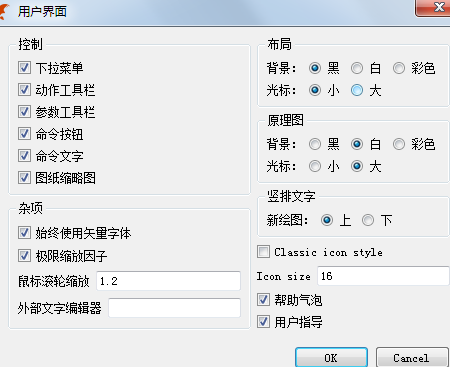 用户界面
控制
下拉菜单
动作工具栏
参数工具栏
命令按钮
命令文字
图纸缩略图
杂项
始终使用矢量字体
极限缩放因子
鼠标滚轮缩放 1.2
外部文字编辑器
布局
背景: 黑 白 彩色
光标: 小 大
原理图
背景: 黑 白 彩色
光标: 小 大
竖排文字
新绘图: 上 下
Classic icon style
Icon size 16
帮助气泡
用户指导
OK Cancel